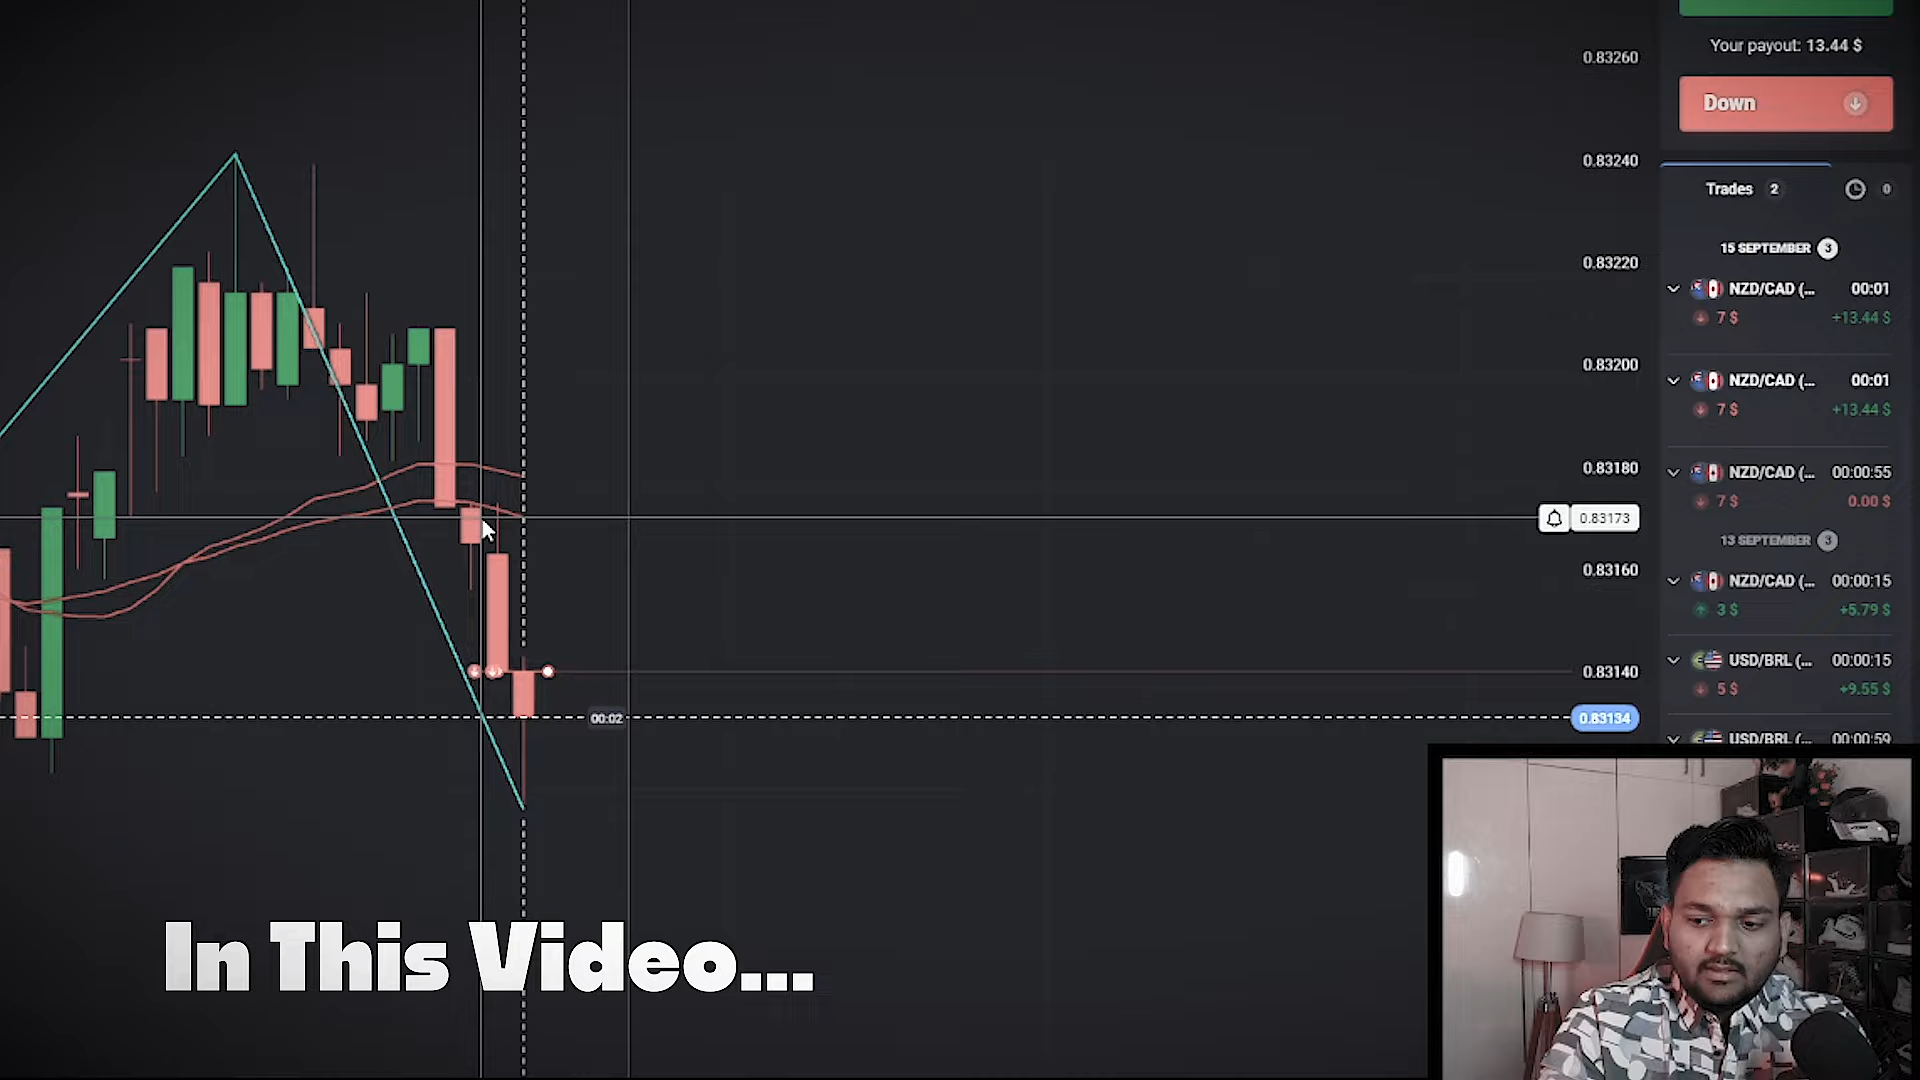 0.83260
0.83240
0.83220
0.83200
0.83180
0.83173
0.83160
0.83140
0.83134
00:02
Your payout: 13.44 $
Down
Trades 2 0
15 SEPTEMBER 3
NZD/CAD (... 00:01
7 $ +13.44 $
NZD/CAD (... 00:01
7 $ +13.44 $
NZD/CAD (... 00:00:55
7 $ 0.00 $
13 SEPTEMBER 3
NZD/CAD (... 00:00:15
3 $ +5.79 $
USD/BRL (... 00:00:15
5 $ +9.55 $
USD/BRL (... 00:00:59
In This Video...